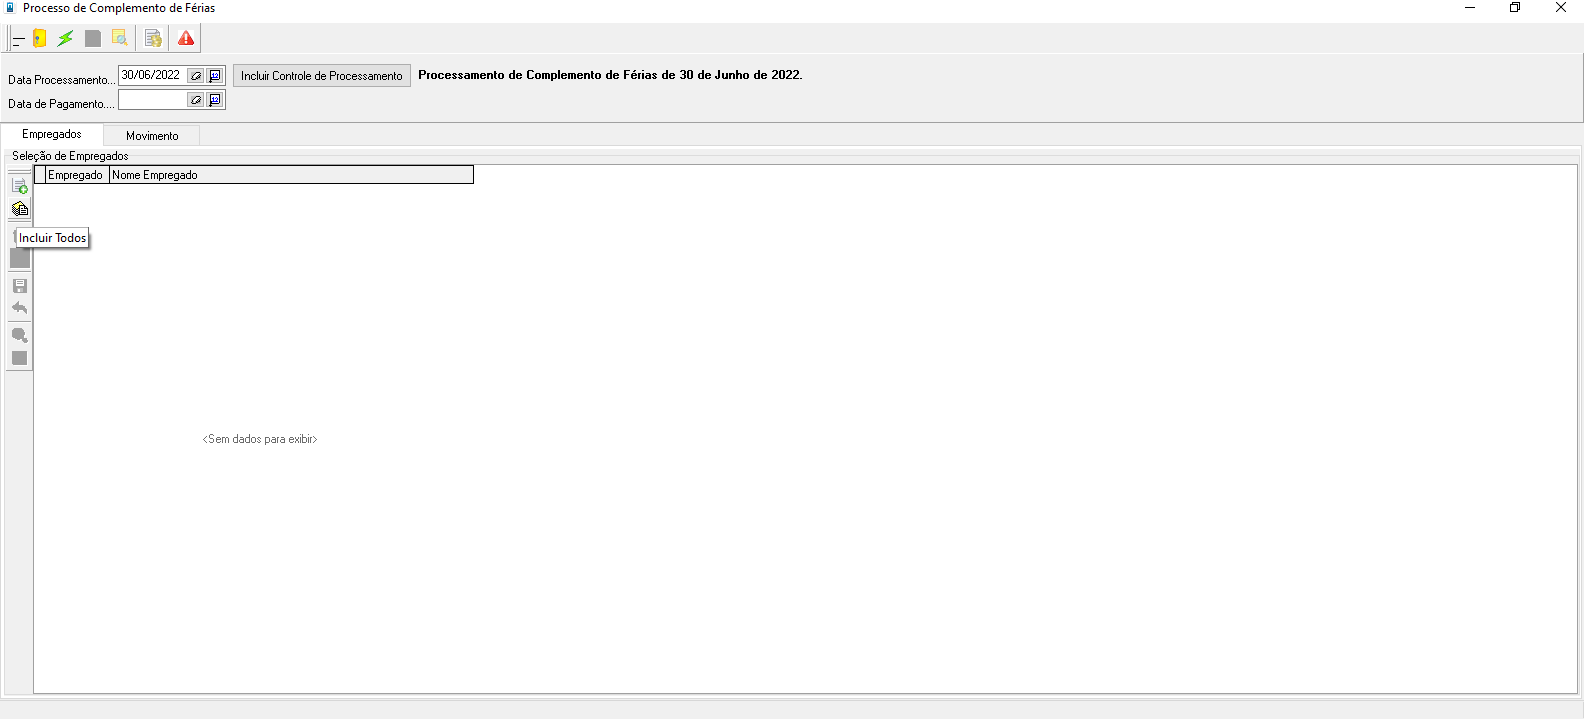 Processo de Complemento de Férias
Data Processamento... 30/06/2022 Incluir Controle de Processamento Processamento de Complemento de Férias de 30 de Junho de 2022.
Data de Pagamento....
Empregados Movimento
Seleção de Empregados
Empregado Nome Empregado
Incluir Todos
<Sem dados para exibir>